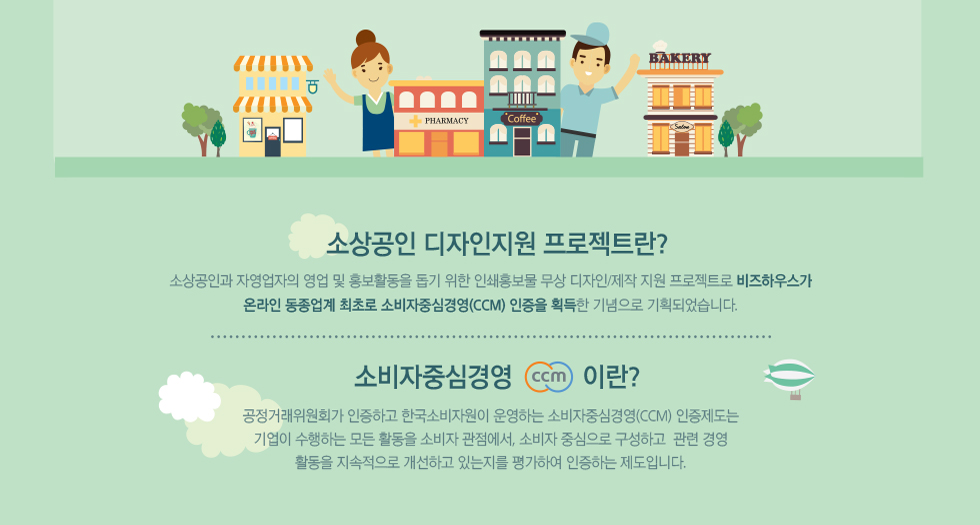 BAKERY
PHARMACY
Coffee
Salon
소상공인 디자인지원 프로젝트란?
소상공인과 자영업자의 영업 및 홍보활동을 돕기 위한 인쇄홍보물 무상 디자인/제작 지원 프로젝트로 비즈하우스가
온라인 동종업계 최초로 소비자중심경영(CCM) 인증을 획득한 기념으로 기획되었습니다.
소비자중심경영 ccm 이란?
공정거래위원회가 인증하고 한국소비자원이 운영하는 소비자중심경영(CCM) 인증제도는
기업이 수행하는 모든 활동을 소비자 관점에서, 소비자 중심으로 구성하고 관련 경영
활동을 지속적으로 개선하고 있는지를 평가하여 인증하는 제도입니다.